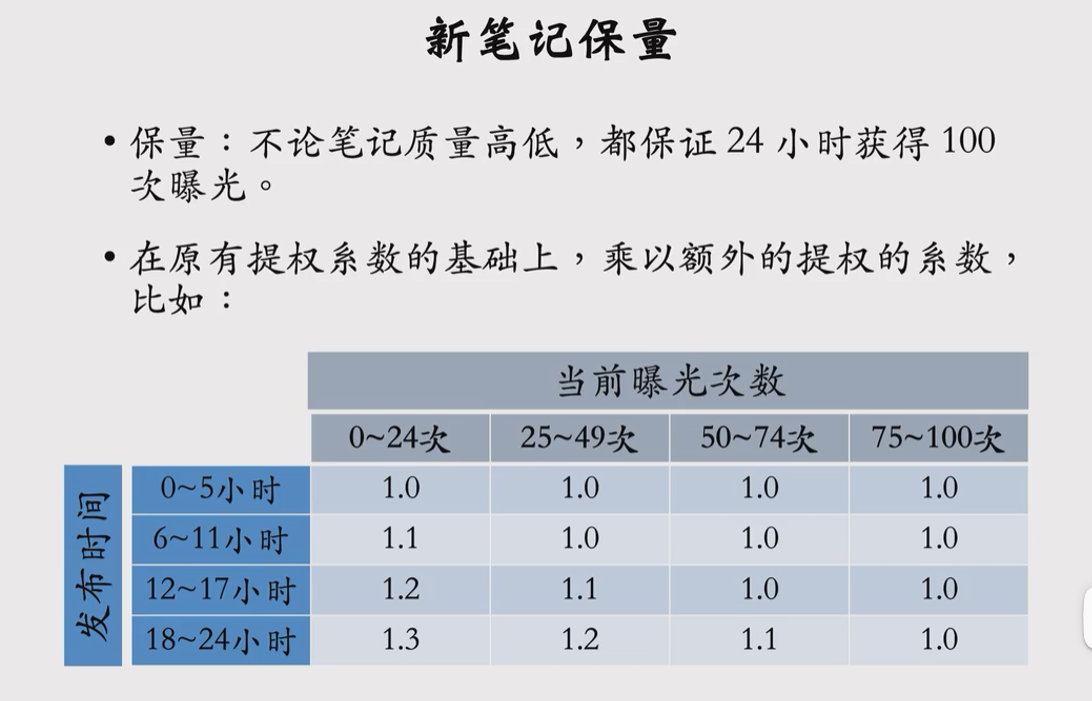 新笔记保量
• 保量：不论笔记质量高低，都保证 24 小时获得 100
次曝光。
• 在原有提权系数的基础上，乘以额外的提权的系数，
比如：
当前曝光次数
0~24次 25~49次 50~74次 75~100次
发布时间
0~5小时 1.0 1.0 1.0 1.0
6~11小时 1.1 1.0 1.0 1.0
12~17小时 1.2 1.1 1.0 1.0
18~24小时 1.3 1.2 1.1 1.0